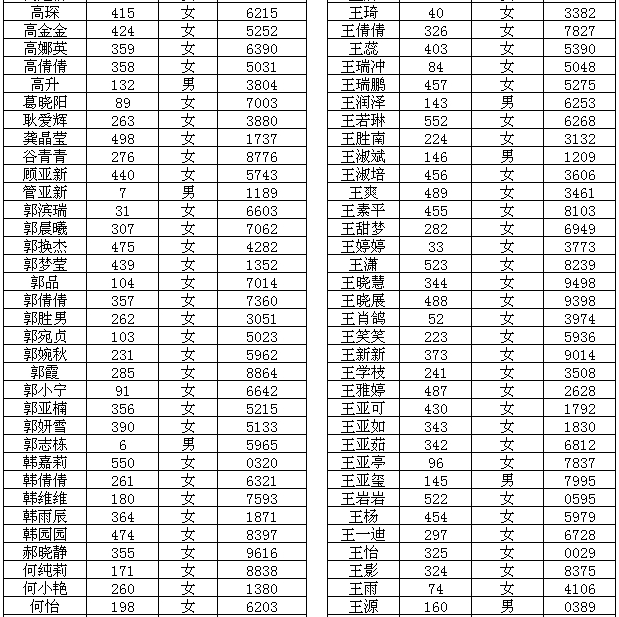 高琛 415 女 6215 王琦 40 女 3382
高金金 424 女 5252 王倩倩 326 女 7827
高娜英 359 女 6390 王蕊 403 女 5390
高倩倩 358 女 5031 王瑞冲 84 女 5048
高升 132 男 3804 王瑞鹏 457 女 5275
葛晓阳 89 女 7003 王润泽 143 男 6253
耿爱辉 263 女 3880 王若琳 552 女 6268
龚晶莹 498 女 1737 王胜南 224 女 3132
谷青青 276 女 8776 王淑斌 146 男 1209
顾亚新 440 女 5743 王淑培 456 女 3606
管亚新 7 男 1189 王爽 489 女 3461
郭滨瑞 31 女 6603 王素平 455 女 8103
郭晨曦 307 女 7062 王甜梦 282 女 6949
郭换杰 475 女 4282 王婷婷 33 女 3773
郭梦莹 439 女 1352 王潇 523 女 8239
郭品 104 女 7014 王晓慧 344 女 9498
郭倩倩 357 女 7360 王晓展 488 女 9398
郭胜男 262 女 3051 王肖鸽 52 女 3974
郭宛贞 103 女 5023 王笑笑 223 女 5936
郭婉秋 231 女 5962 王新新 373 女 9014
郭霞 285 女 8864 王学枝 241 女 3508
郭小宁 91 女 6642 王雅婷 487 女 2628
郭亚楠 356 女 5215 王亚可 430 女 1792
郭妍雪 390 女 5133 王亚如 343 女 1830
郭志栋 6 男 5965 王亚茹 342 女 6812
韩嘉莉 550 女 0320 王亚亭 96 女 7837
韩倩倩 261 女 6321 王亚玺 145 男 7995
韩维维 180 女 7593 王岩岩 522 女 0595
韩雨辰 364 女 1871 王杨 454 女 5979
韩园园 474 女 8397 王一迪 297 女 6728
郝晓静 355 女 9616 王怡 325 女 0029
何纯莉 171 女 8838 王影 324 女 8375
何小艳 260 女 1380 王雨 74 女 4106
何怡 198 女 6203 王源 160 男 0389